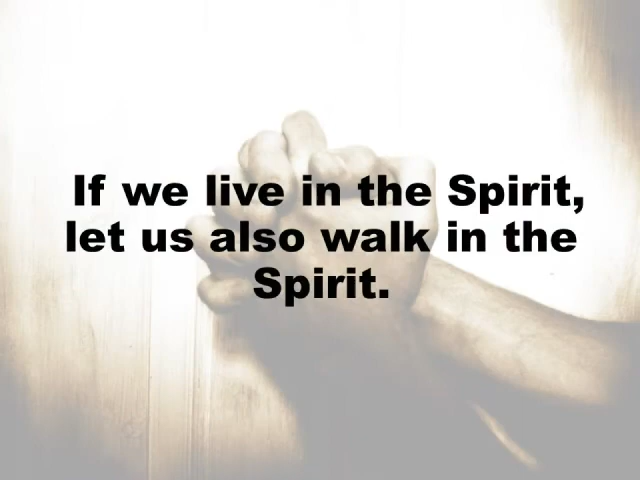 If we live in the Spirit,
let us also walk in the
Spirit.